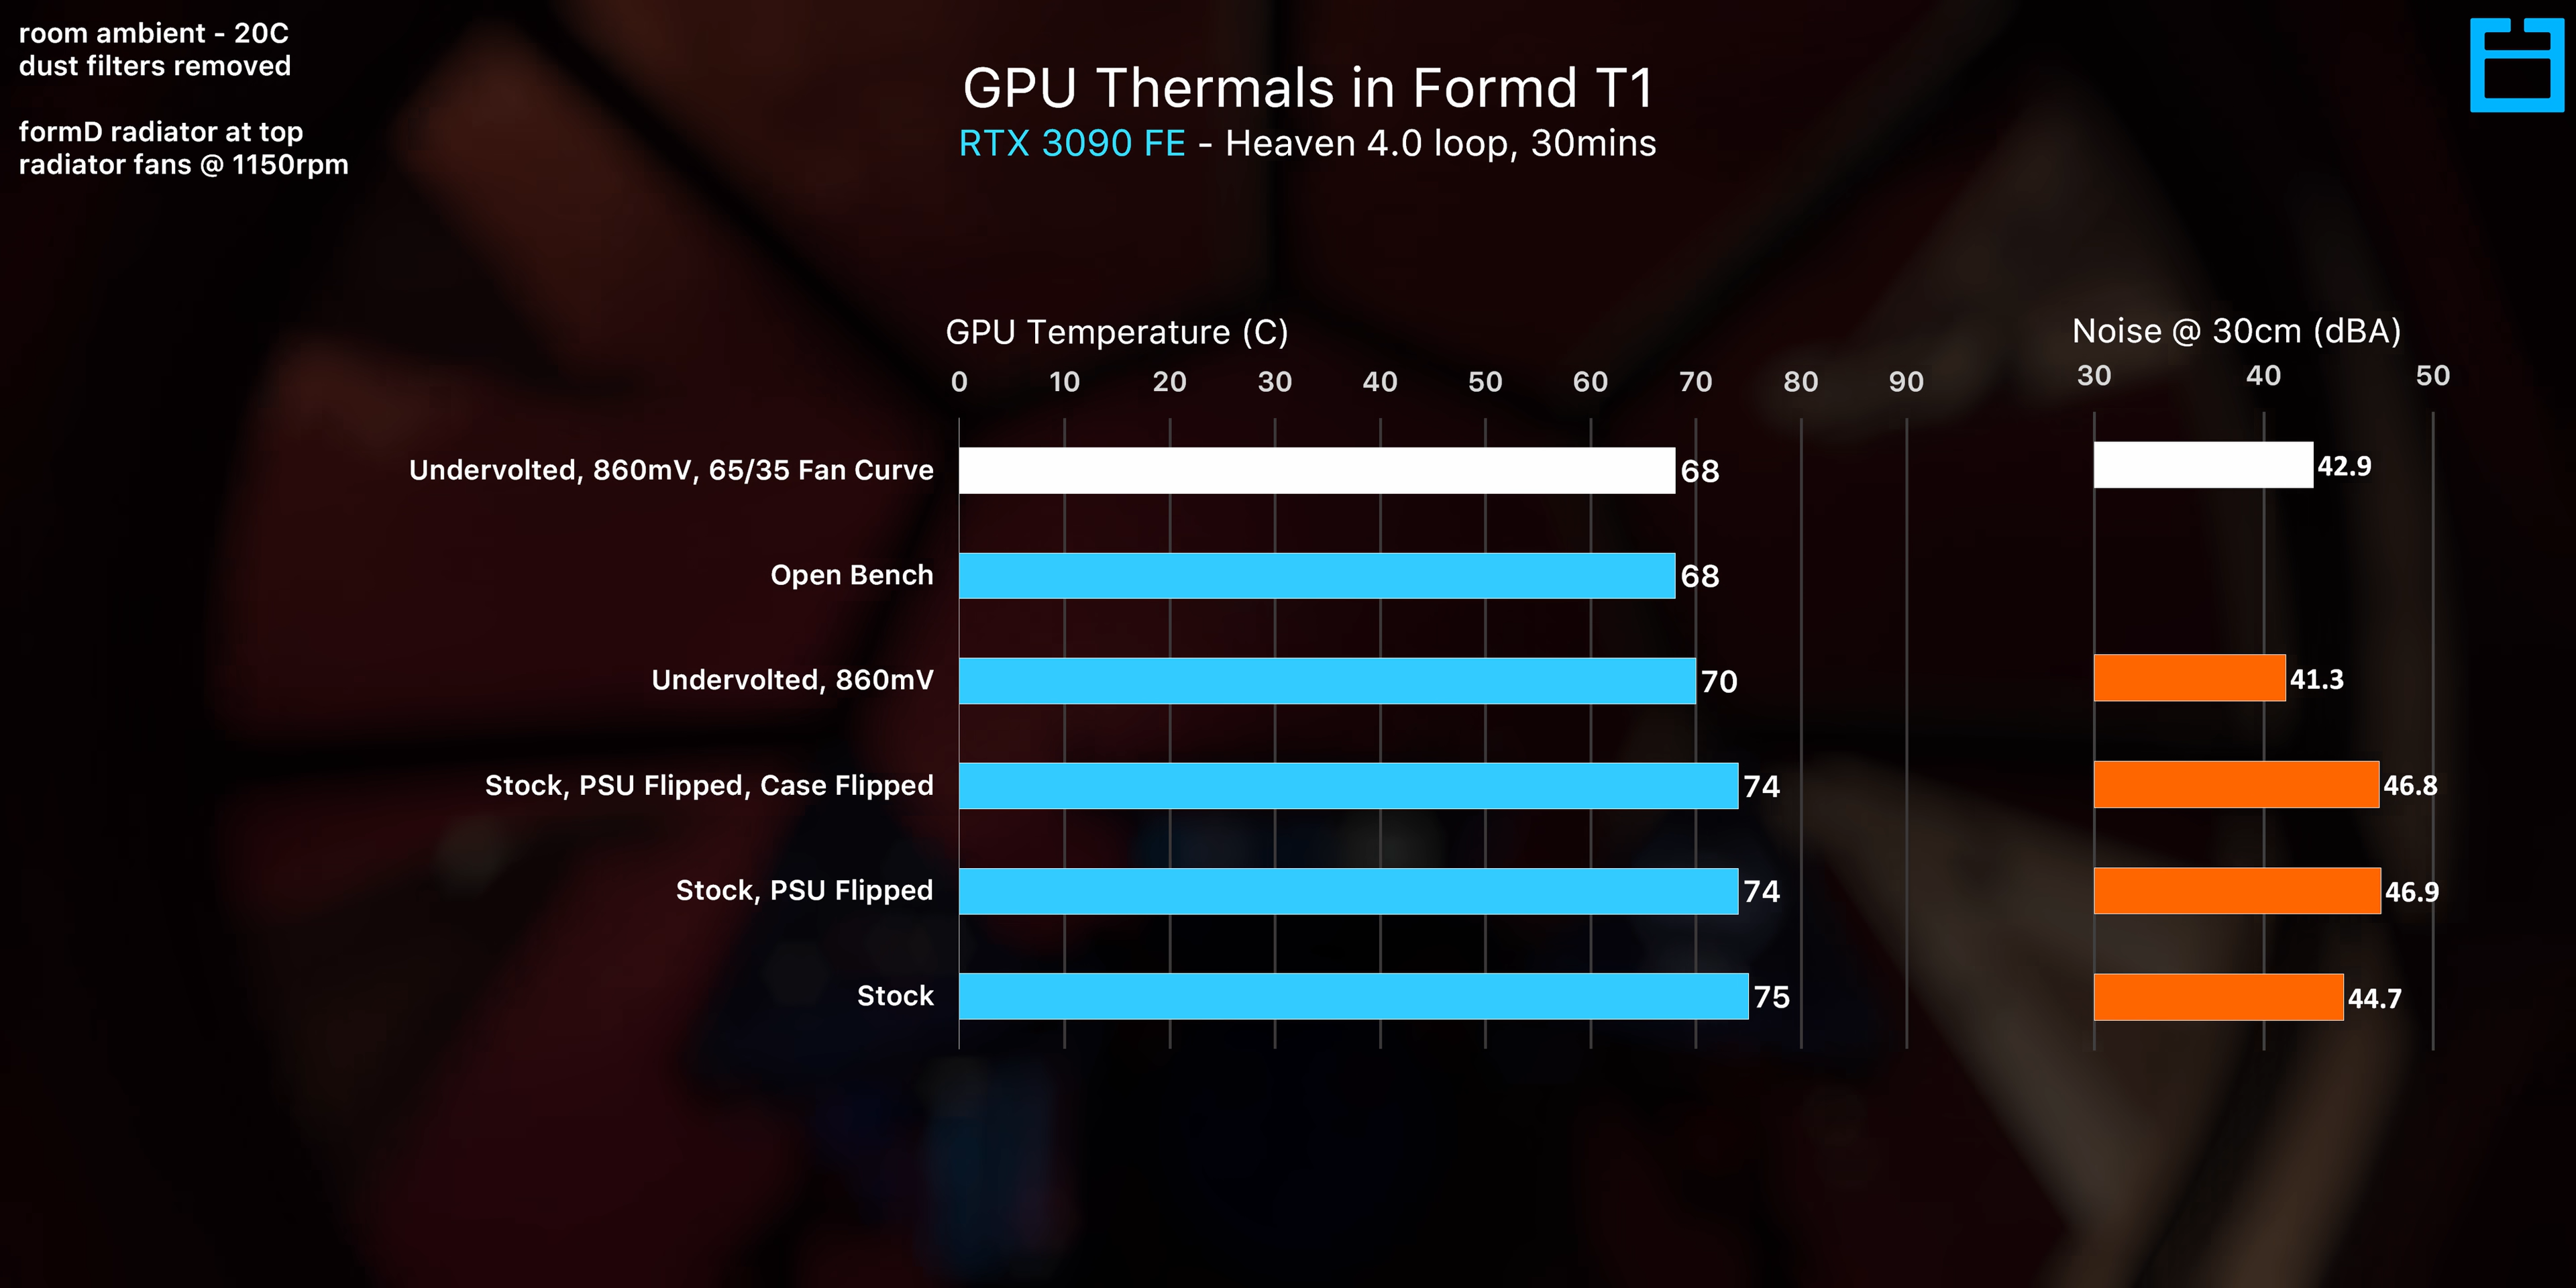 room ambient - 20C
dust filters removed
formD radiator at top
radiator fans @ 1150rpm
GPU Thermals in Formd T1
RTX 3090 FE - Heaven 4.0 loop, 30mins
GPU Temperature (C)
0 10 20 30 40 50 60 70 80 90
Noise @ 30cm (dBA)
30 40 50
Undervolted, 860mV, 65/35 Fan Curve 68 42.9
Open Bench 68
Undervolted, 860mV 70 41.3
Stock, PSU Flipped, Case Flipped 74 46.8
Stock, PSU Flipped 74 46.9
Stock 75 44.7